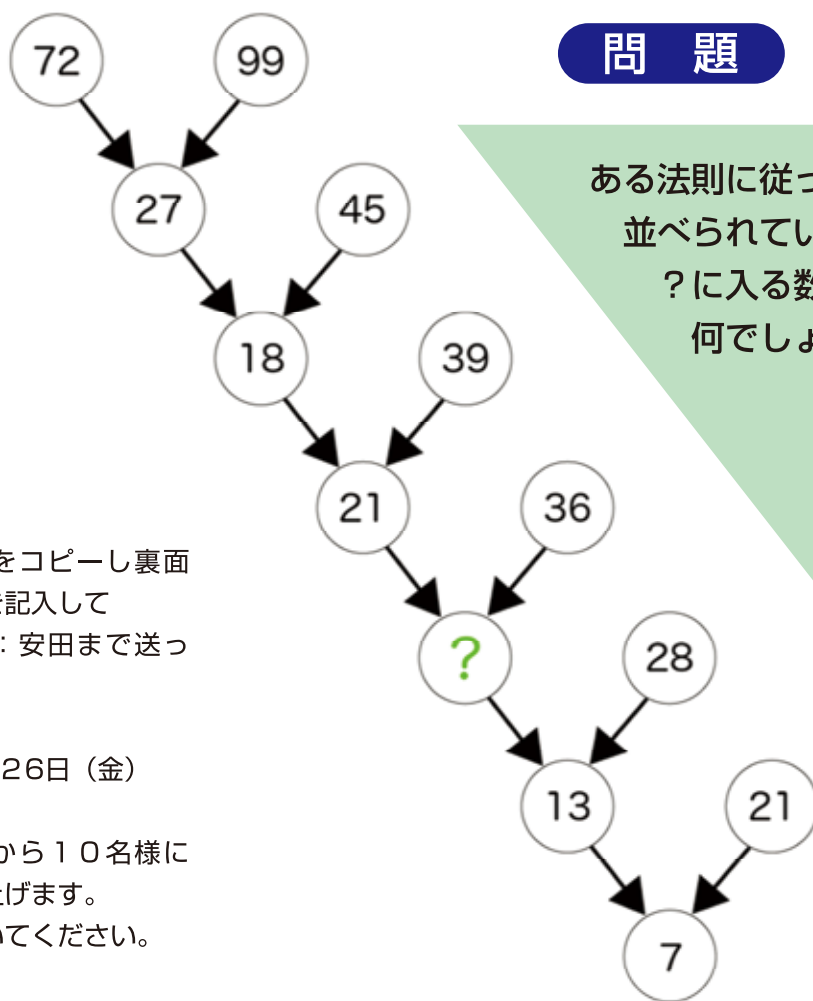 問 題
72
99
27
45
18
39
21
36
?
28
13
21
7
ある法則に従っ
並べられてい
?に入る数
何でしょ
をコピーし裏面
を記入して
:安田まで送っ
26日(金)
から10名様に
上げます。
いてください。